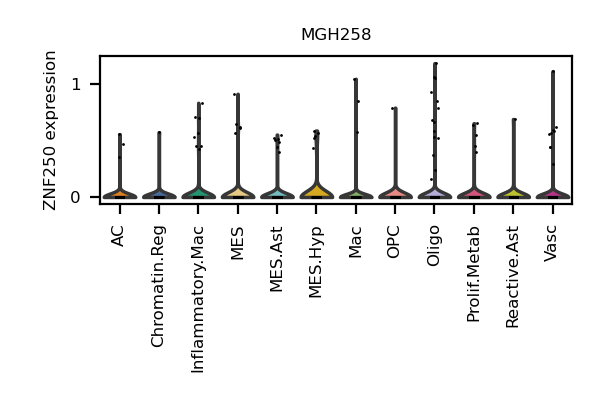 MGH258
ZNF250 expression
1
0
AC
Chromatin.Reg
Inflammatory.Mac
MES
MES.Ast
MES.Hyp
Mac
OPC
Oligo
Prolif.Metab
Reactive.Ast
Vasc